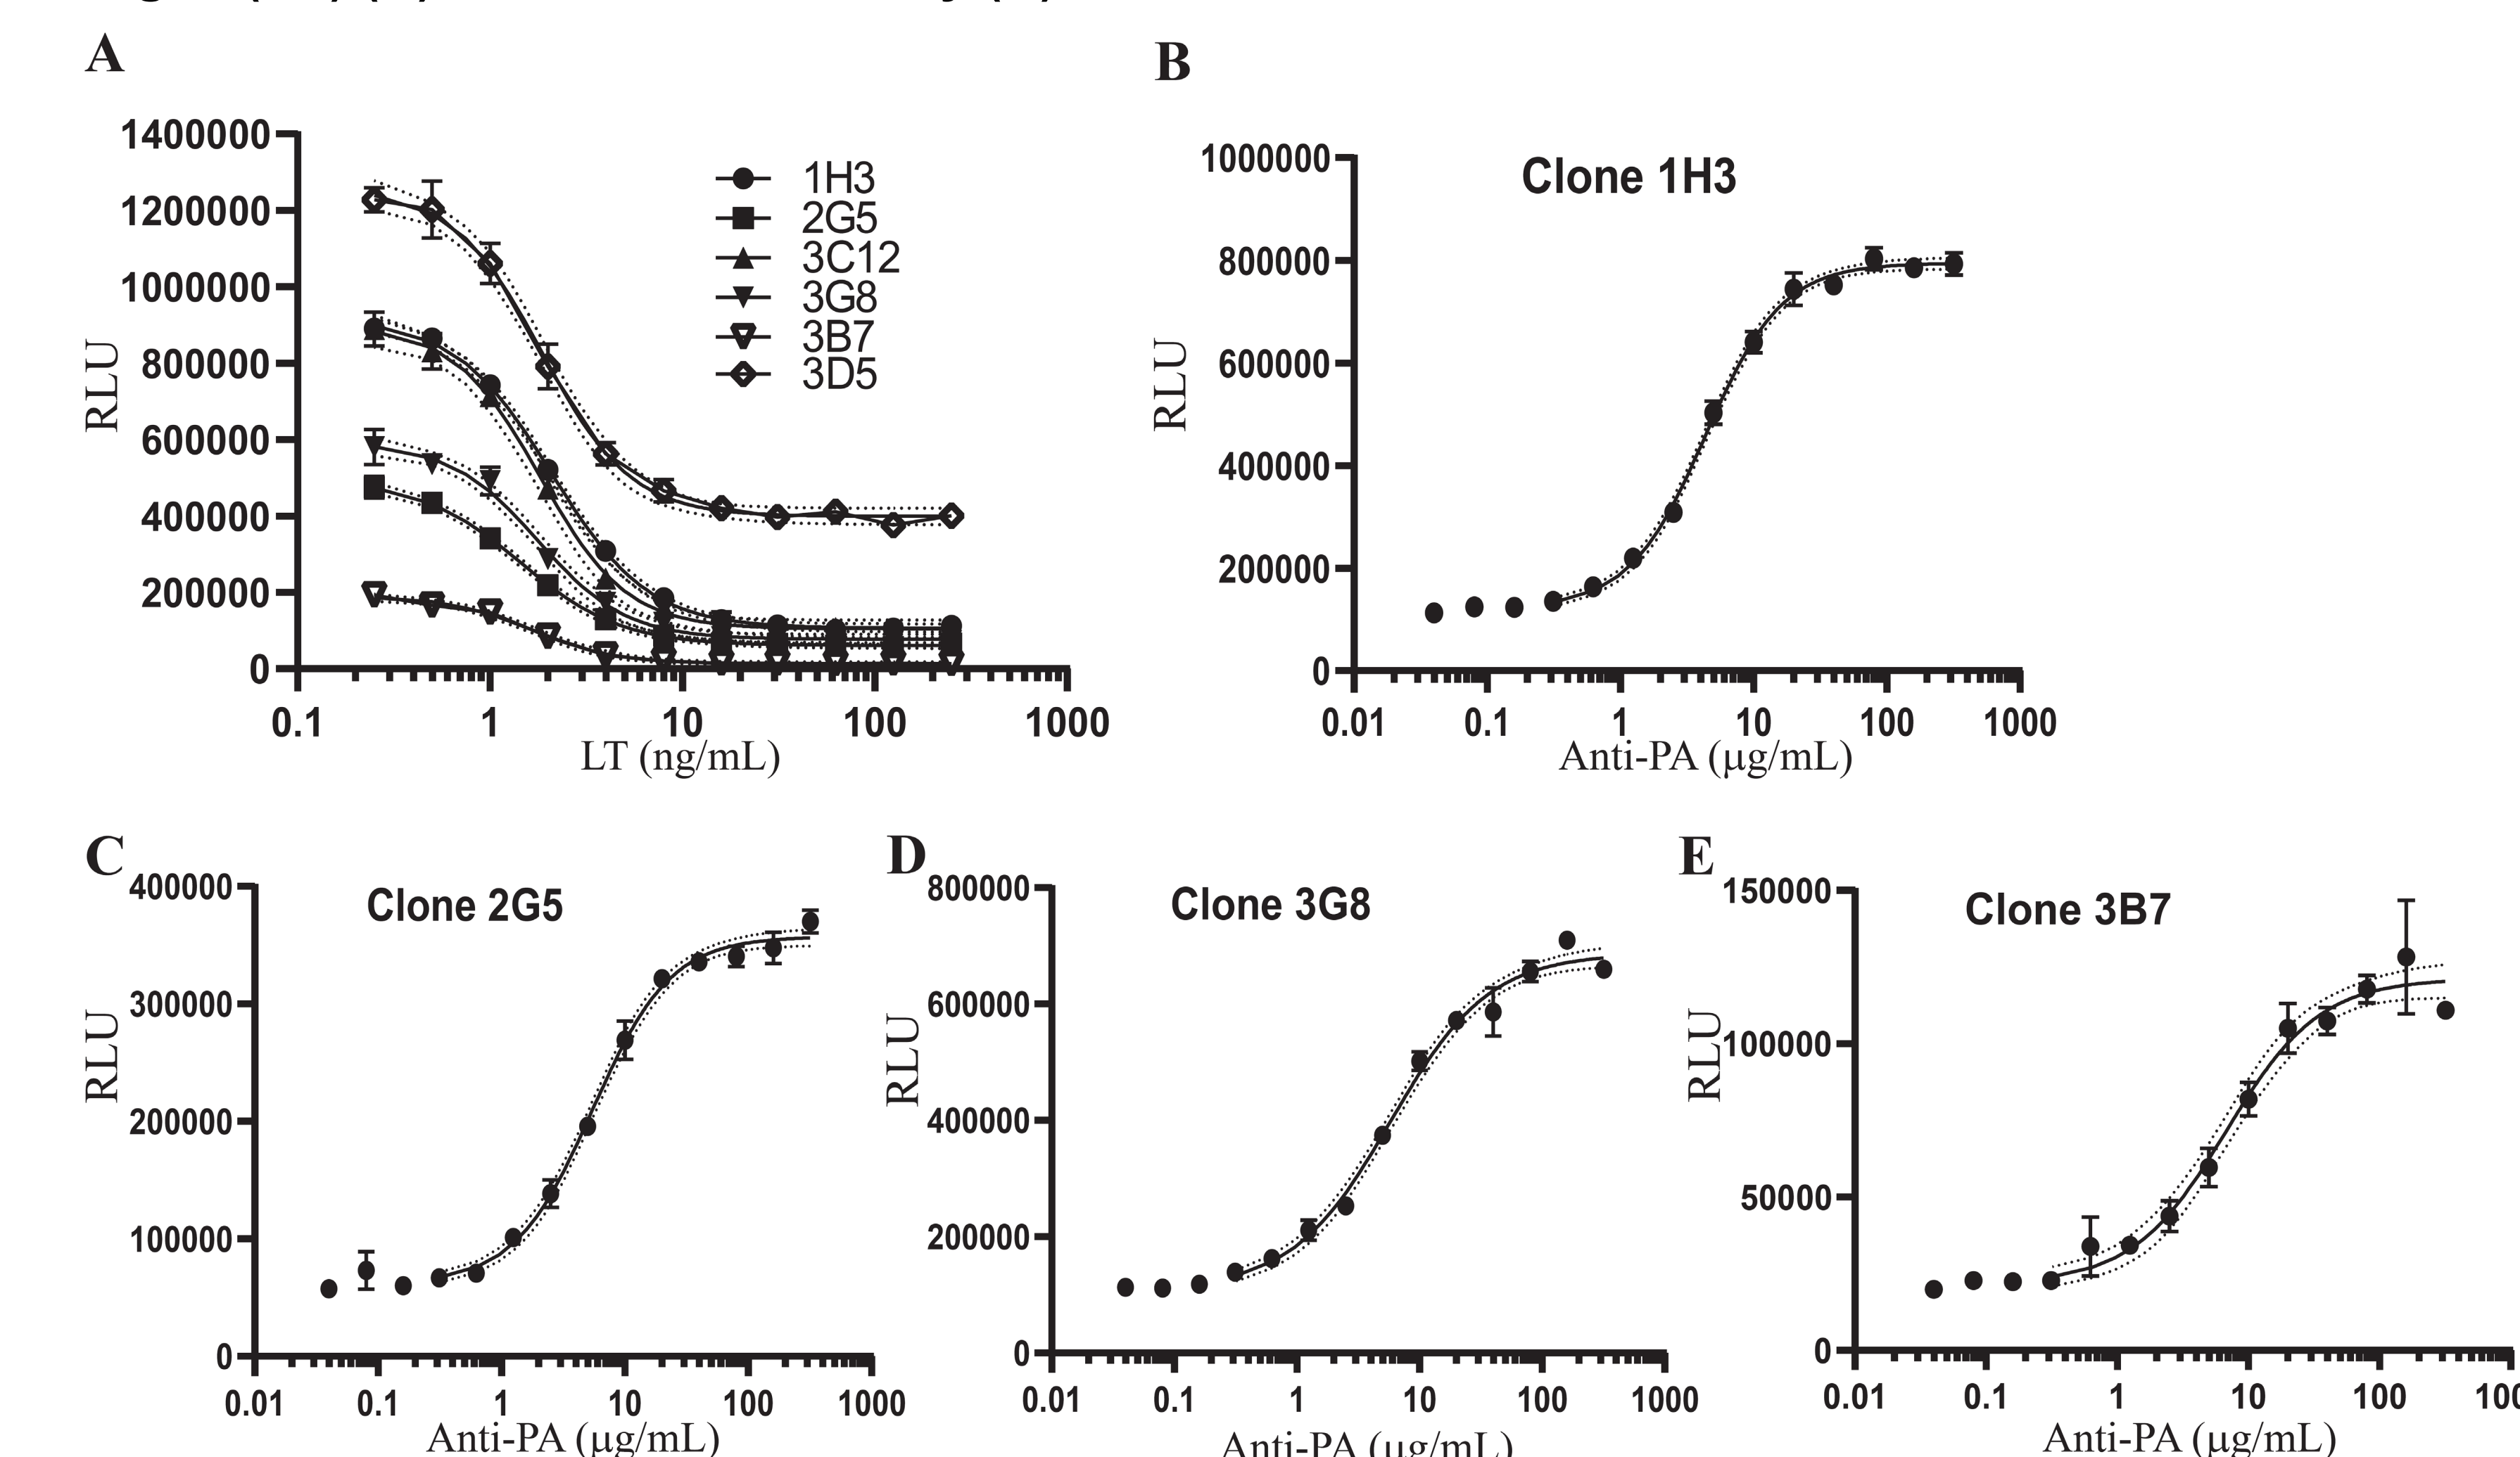 A
1400000
1200000
1000000
800000
600000
400000
200000
0
RLU
0.1 1 10 100 1000
LT (ng/mL)
1H3
2G5
3C12
3G8
3B7
3D5
B
Clone 1H3
1000000
800000
600000
400000
200000
0
RLU
0.01 0.1 1 10 100 1000
Anti-PA (μg/mL)
C
Clone 2G5
400000
300000
200000
100000
0
RLU
0.01 0.1 1 10 100 1000
Anti-PA (μg/mL)
D
Clone 3G8
800000
600000
400000
200000
0
RLU
0.01 0.1 1 10 100 1000
Anti-PA (μg/mL)
E
Clone 3B7
150000
100000
50000
0
RLU
0.01 0.1 1 10 100
Anti-PA (μg/mL)